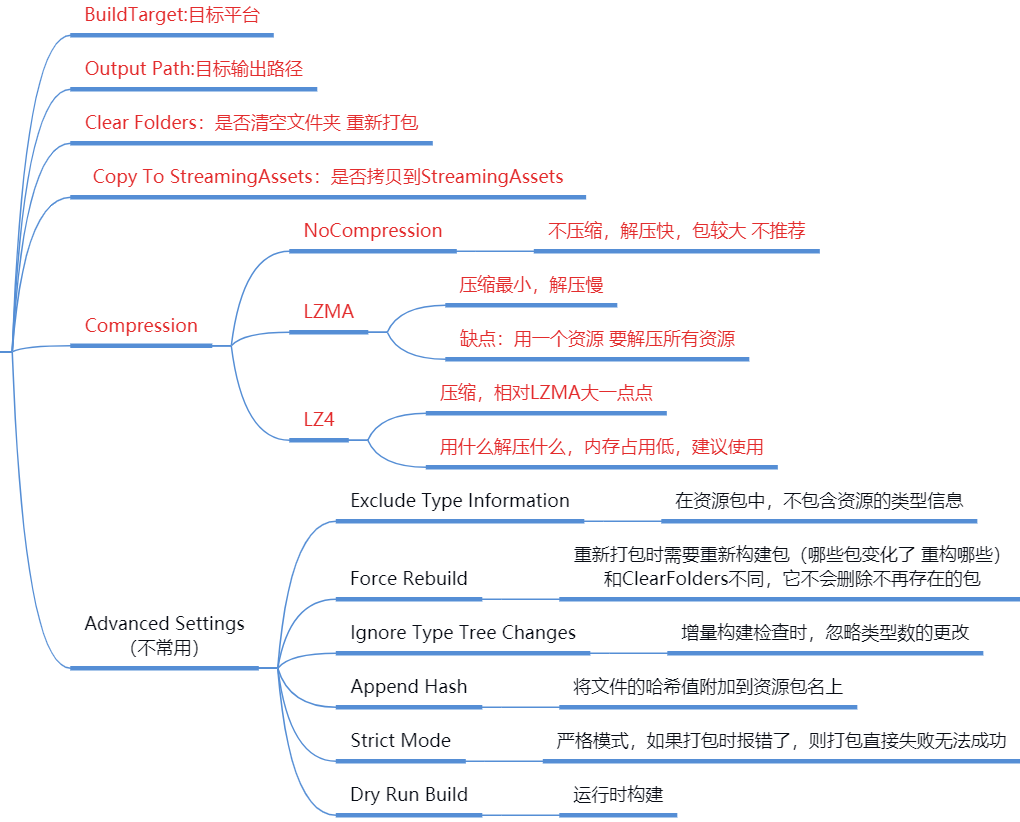 BuildTarget:目标平台
Output Path:目标输出路径
Clear Folders：是否清空文件夹 重新打包
Copy To StreamingAssets：是否拷贝到StreamingAssets
Compression
NoCompression
不压缩，解压快，包较大 不推荐
LZMA
压缩最小，解压慢
缺点：用一个资源 要解压所有资源
LZ4
压缩，相对LZMA大一点点
用什么解压什么，内存占用低，建议使用
Advanced Settings
（不常用）
Exclude Type Information
在资源包中，不包含资源的类型信息
Force Rebuild
重新打包时需要重新构建包（哪些包变化了 重构哪些）
和ClearFolders不同，它不会删除不再存在的包
Ignore Type Tree Changes
增量构建检查时，忽略类型数的更改
Append Hash
将文件的哈希值附加到资源包名上
Strict Mode
严格模式，如果打包时报错了，则打包直接失败无法成功
Dry Run Build
运行时构建